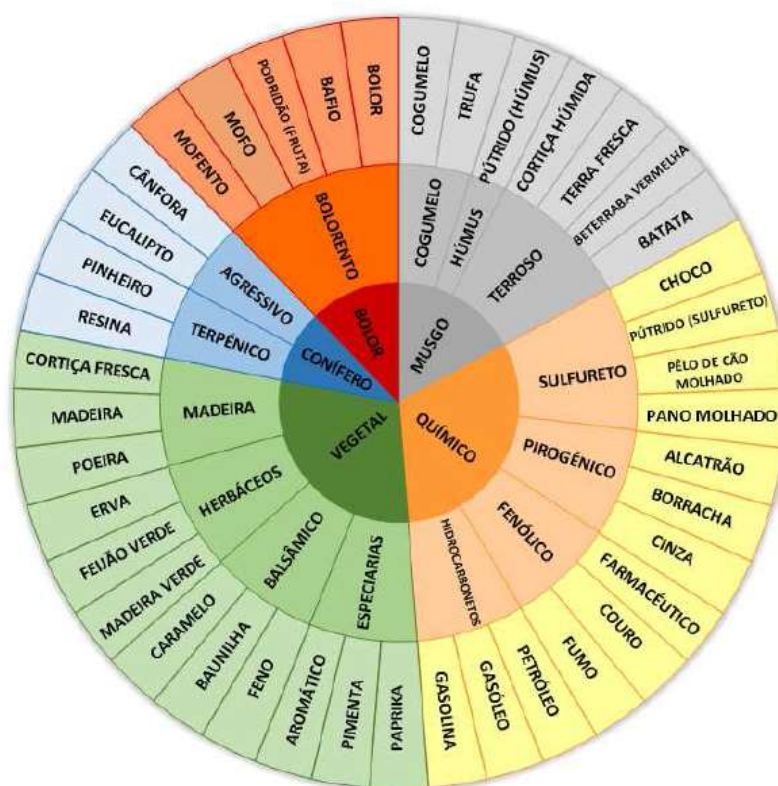 BOLOR
MUSGO
QUÍMICO
VEGETAL
CONÍFERO
BOLORENTO
COGUMELO
HÚMUS
TERROSO
SULFURETO
PIROGÉNICO
FENÓLICO
HIDROCARBONETOS
ESPECIARIAS
BALSÂMICO
HERBÁCEOS
MADEIRA
TERPÉNICO
AGRESSIVO
MOFENTO
MOFO
PODRIDÃO (FRUTA)
BAFIO
BOLOR
COGUMELO
TRUFA
PÚTRIDO (HÚMUS)
CORTIÇA HÚMIDA
TERRA FRESCA
BETERRABA VERMELHA
BATATA
CHOCO
PÚTRIDO (SULFURETO)
PÊLO DE CÃO
MOLHADO
PANO MOLHADO
ALCATRÃO
BORRACHA
CINZA
FARMACÊUTICO
COURO
FUMO
PETRÓLEO
GASÓLEO
GASOLINA
PAPRIKA
PIMENTA
AROMÁTICO
FENO
BAUNILHA
CARAMELO
MADEIRA VERDE
FEIJÃO VERDE
ERVA
POEIRA
MADEIRA
CORTIÇA FRESCA
RESINA
PINHEIRO
EUCALIPTO
CÂNFORA